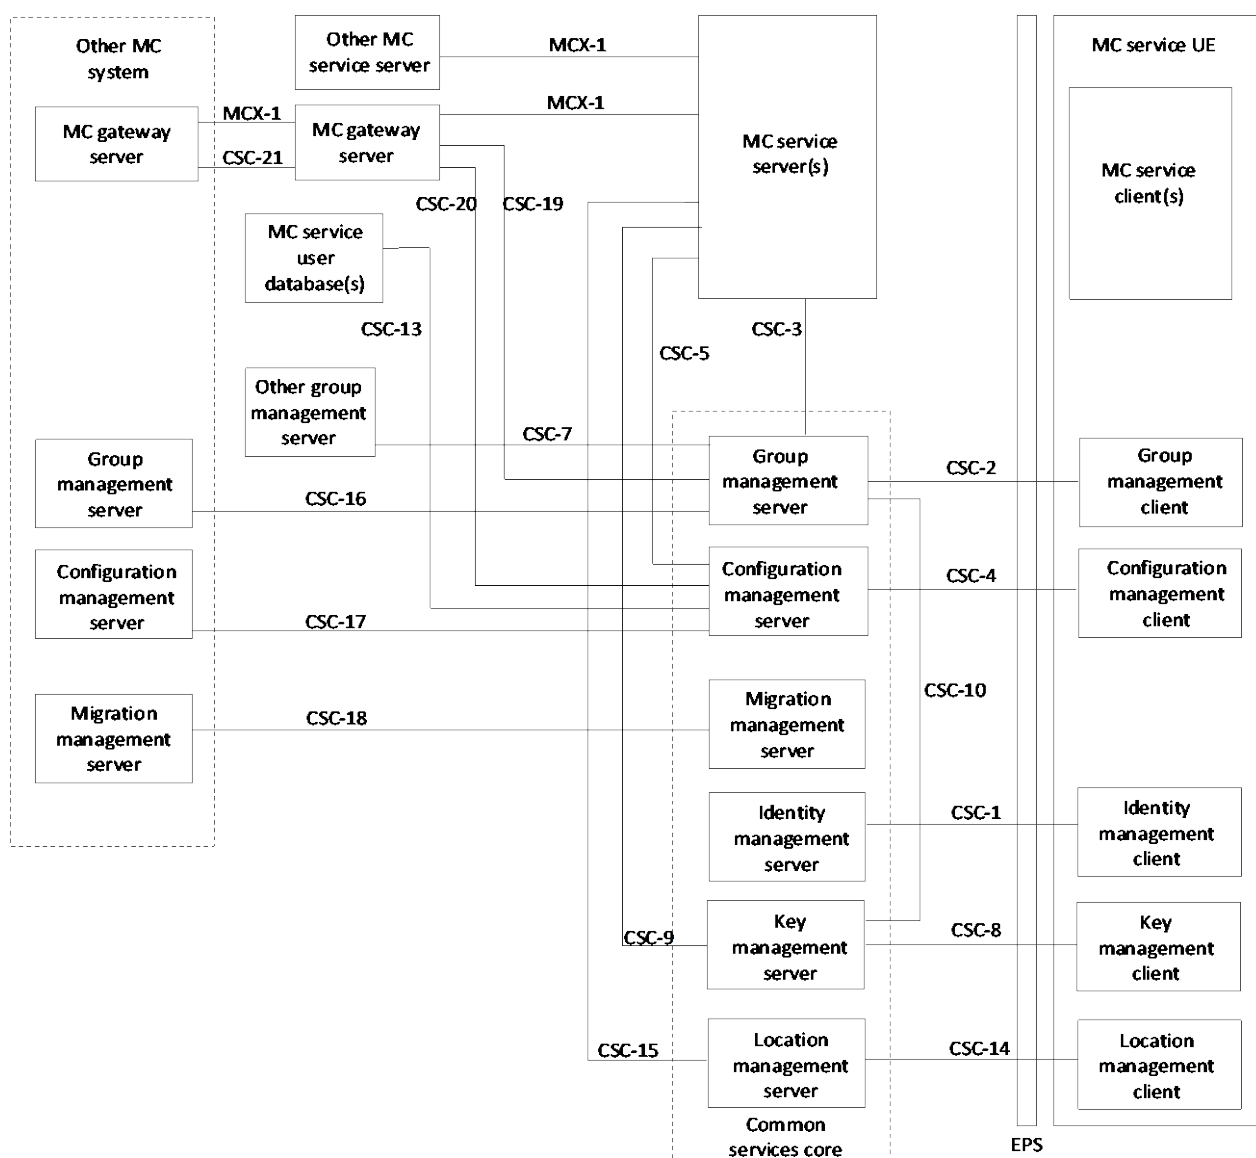 Other MC
system
Other MC
service server
MCX-1
MC service UE
MC gateway
server
MCX-1
CSC-21
MC gateway
server
MCX-1
MC service
server(s)
MC service
client(s)
CSC-20
CSC-19
MC service
user
database(s)
CSC-13
CSC-3
CSC-5
Other group
management
server
CSC-7
Group
management
server
CSC-16
Group
management
server
CSC-2
Group
management
client
Configuration
management
server
CSC-17
Configuration
management
server
CSC-4
Configuration
management
client
CSC-10
Migration
management
server
CSC-18
Migration
management
server
Identity
management
server
CSC-1
Identity
management
client
CSC-9
Key
management
server
CSC-8
Key
management
client
CSC-15
Location
management
server
CSC-14
Location
management
client
Common
services core
EPS